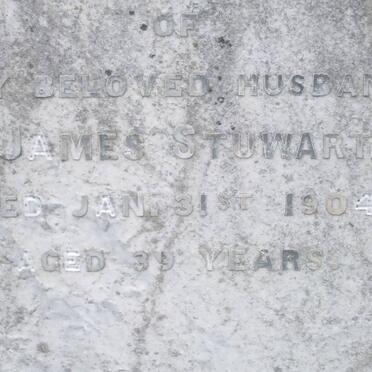 OF
Y BELOVED HUSBAN
JAMES STUWART
ED JAN. 31ST 1904
AGED 39 YEARS